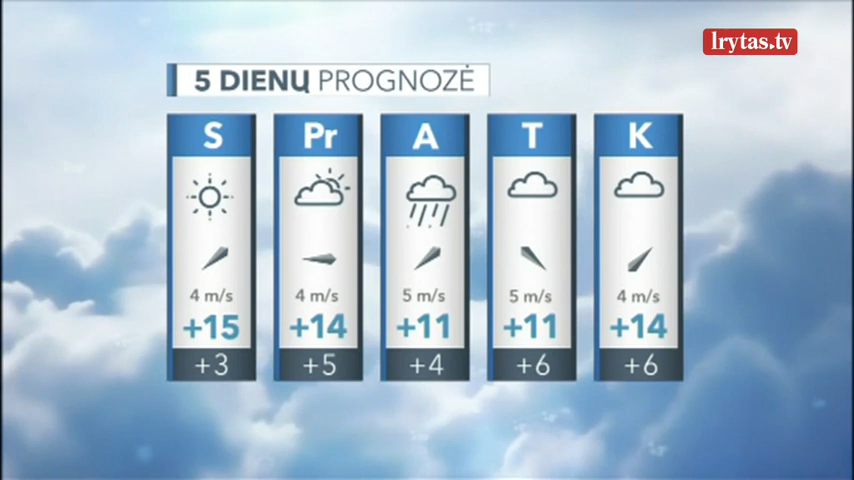 lrytas.tv
5 DIENŲ PROGNOZĖ
S Pr A T K
4 m/s 4 m/s 5 m/s 5 m/s 4 m/s
+15 +14 +11 +11 +14
+3 +5 +4 +6 +6